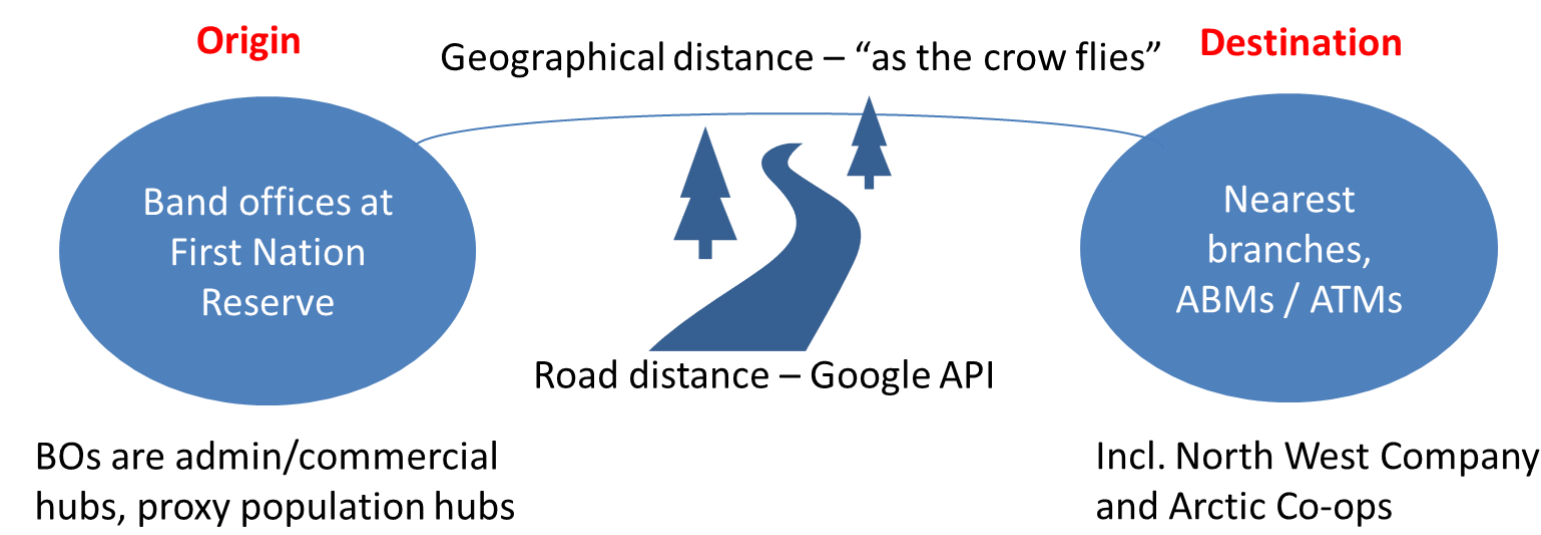 Origin
Geographical distance – “as the crow flies”
Destination
Band offices at
First Nation
Reserve
Nearest
branches,
ABMs / ATMs
Road distance – Google API
BOs are admin/commercial
hubs, proxy population hubs
Incl. North West Company
and Arctic Co-ops